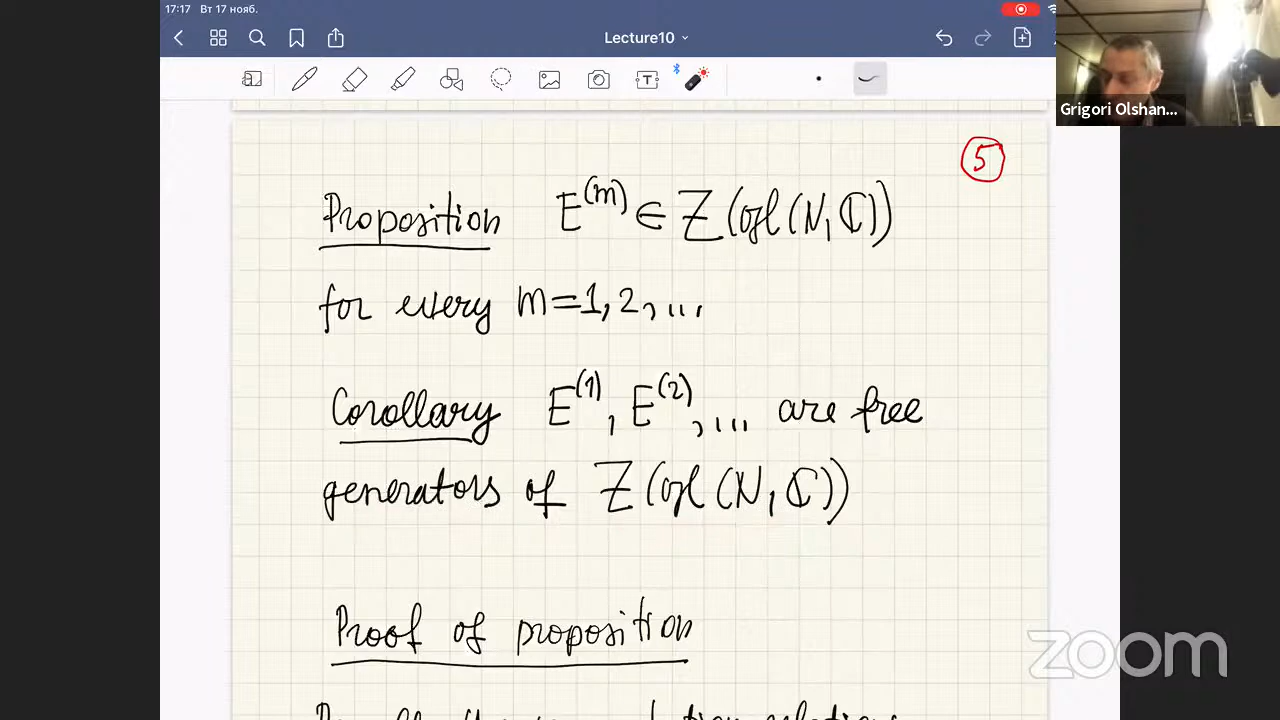 17:17 Вт 17 нояб.
Lecture10
Grigori Olshan...
5
Proposition E^(m) ∈ Z(gl(N,ℂ))
for every m=1,2,...
Corollary E^(1), E^(2), ... are free
generators of Z(gl(N,ℂ))
Proof of proposition
relations
zoom